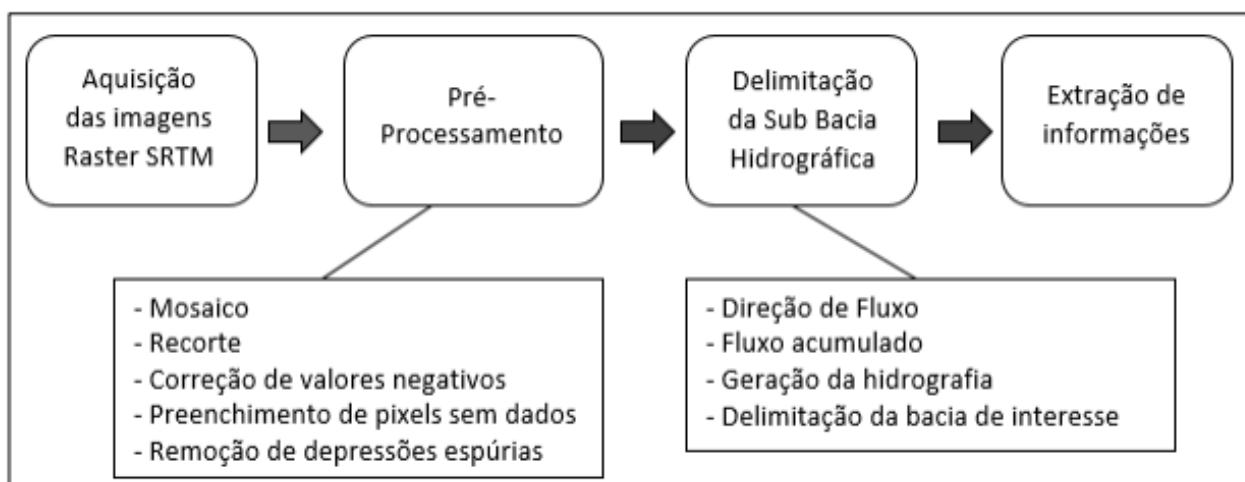 Aquisição
das imagens
Raster SRTM
Pré-
Processamento
Delimitação
da Sub Bacia
Hidrográfica
Extração de
informações
- Mosaico
- Recorte
- Correção de valores negativos
- Preenchimento de pixels sem dados
- Remoção de depressões espúrias
- Direção de Fluxo
- Fluxo acumulado
- Geração da hidrografia
- Delimitação da bacia de interesse